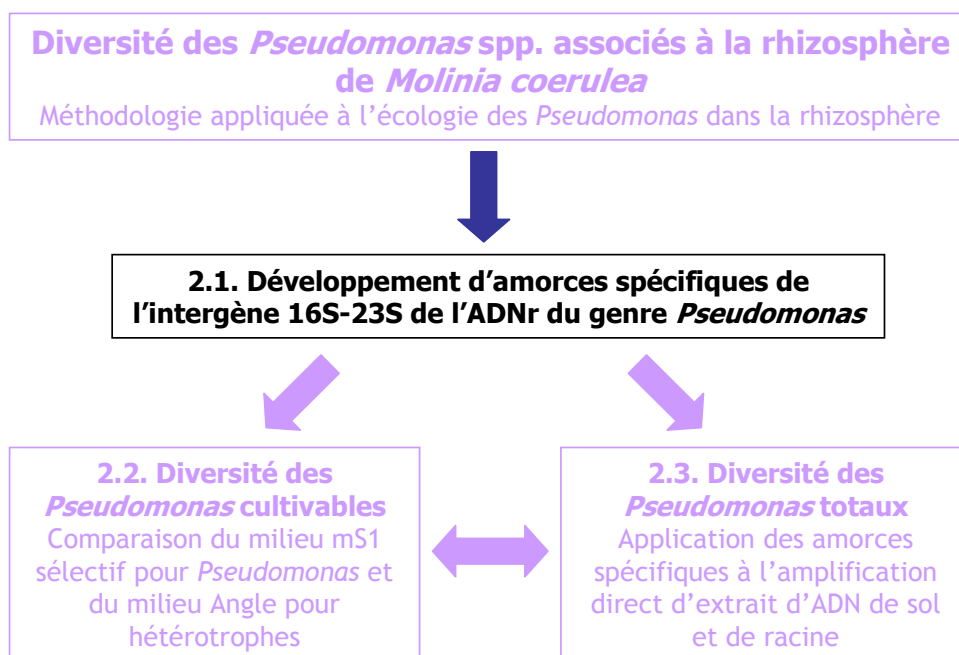 Diversité des Pseudomonas spp. associés à la rhizosphère
de Molinia coerulea
Méthodologie appliquée à l'écologie des Pseudomonas dans la rhizosphère
2.1. Développement d'amorces spécifiques de
l'intergène 16S-23S de l'ADNr du genre Pseudomonas
2.2. Diversité des
Pseudomonas cultivables
Comparaison du milieu mS1
sélectif pour Pseudomonas et
du milieu Angle pour
hétérotrophes
2.3. Diversité des
Pseudomonas totaux
Application des amorces
spécifiques à l'amplification
direct d'extrait d'ADN de sol
et de racine